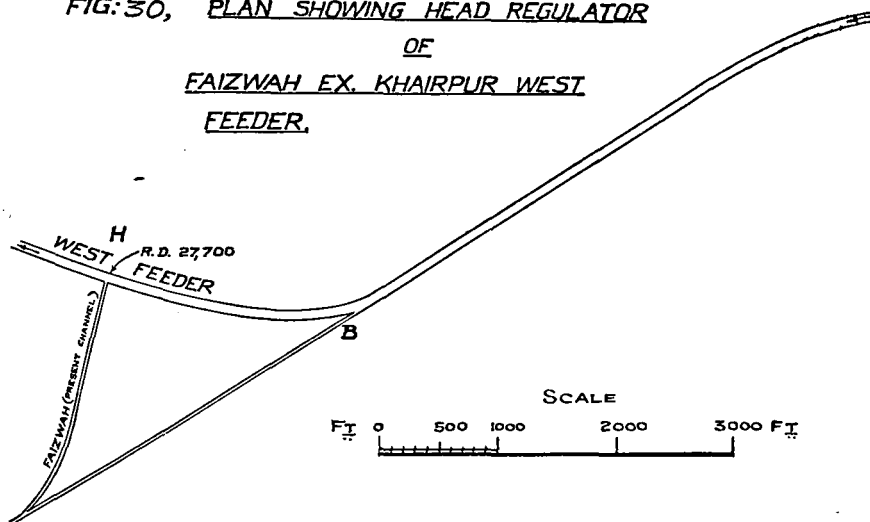 FIG: 30, PLAN SHOWING HEAD REGULATOR
OF
FAIZWAH EX. KHAIRPUR WEST
FEEDER.
H
R.D. 27,700
WEST FEEDER
B
FAIZWAH (PRESENT CHANNEL)
SCALE
FT 0 500 1000 2000 3000 FT